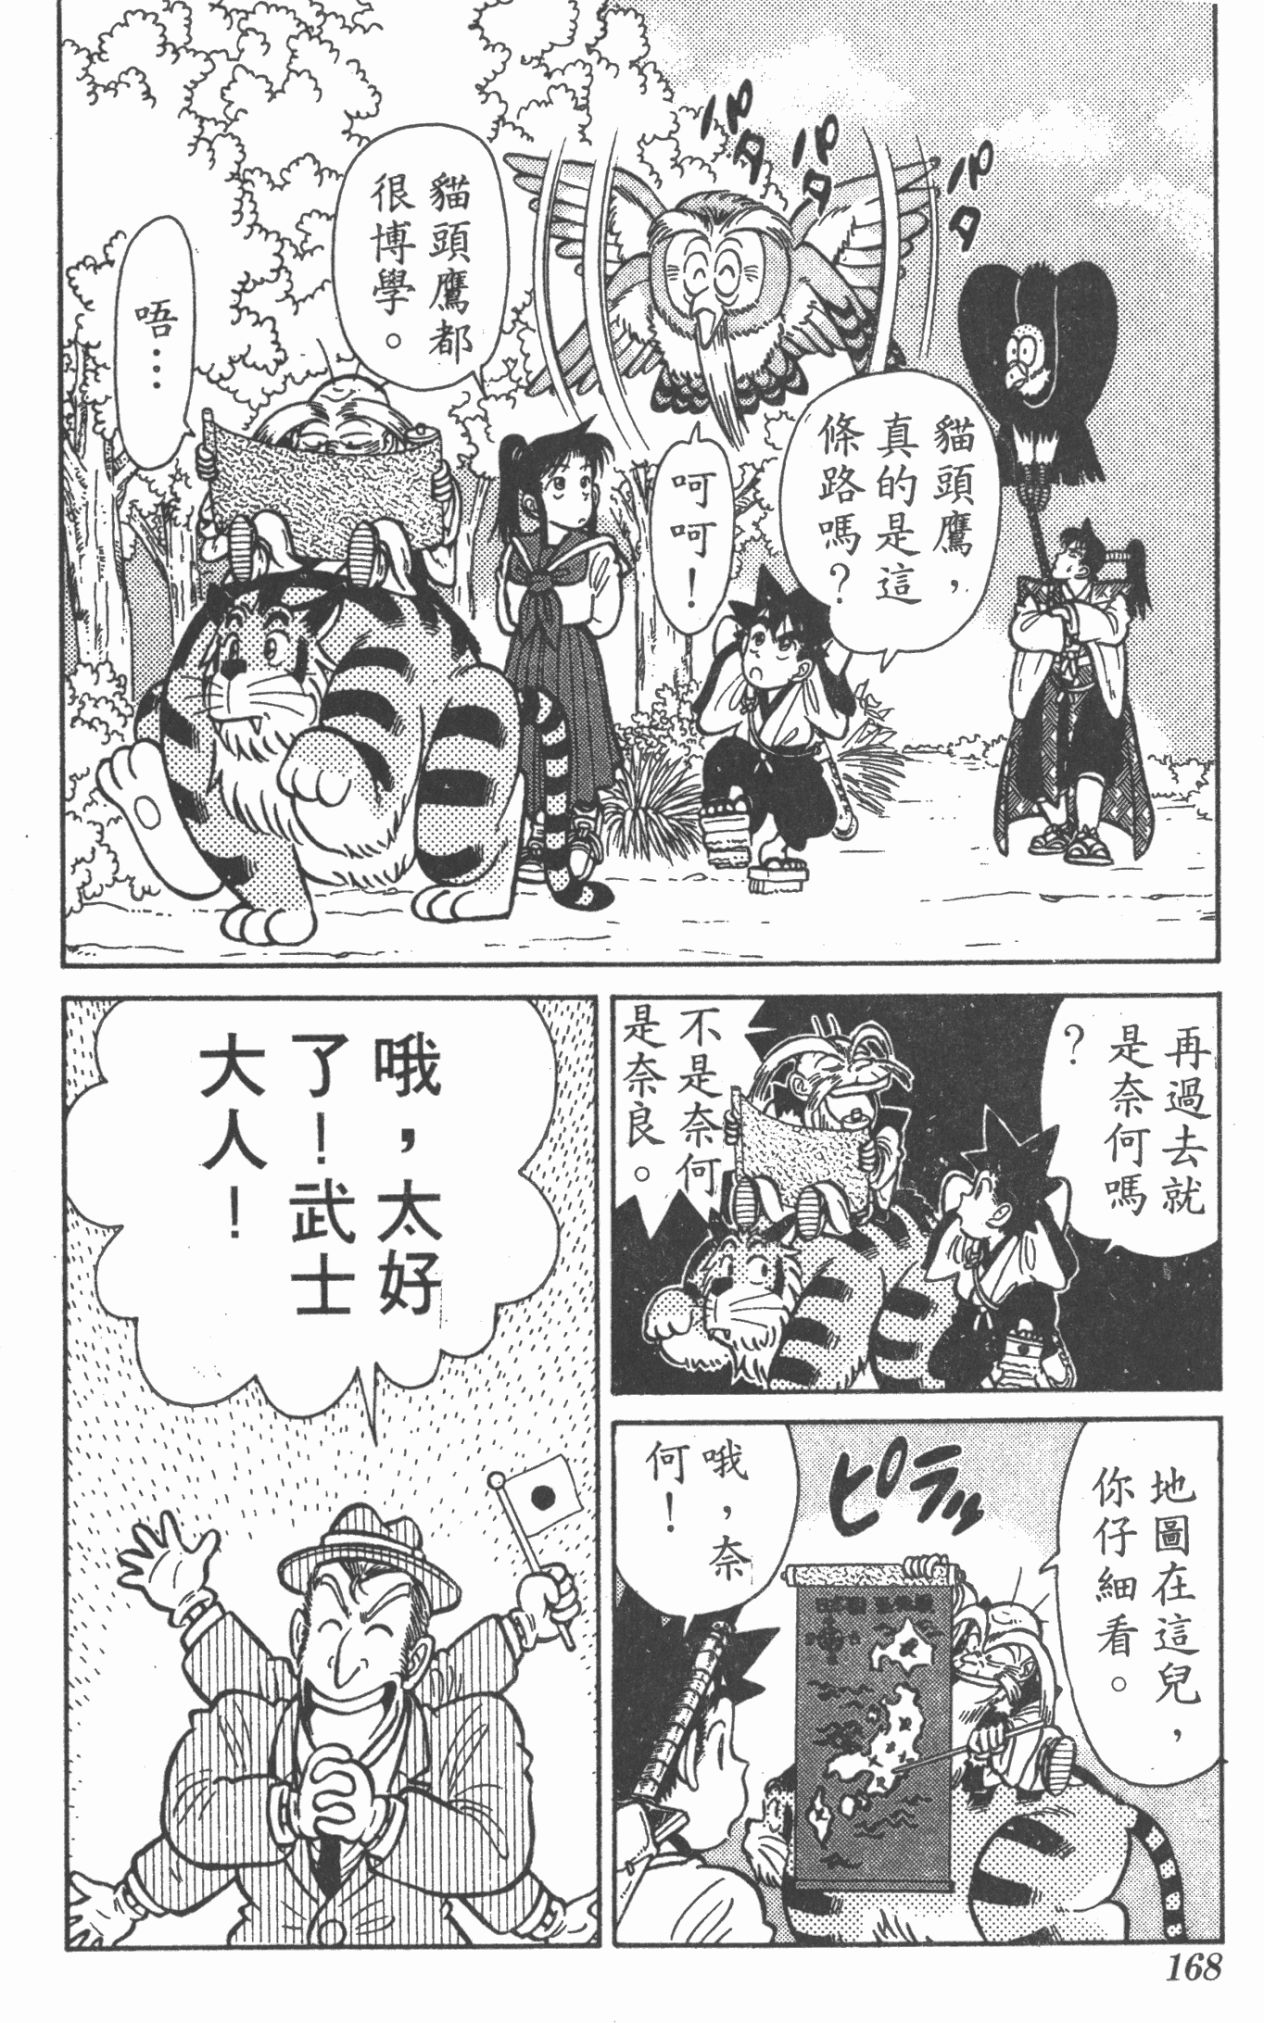 パタ
パタ
パタ
貓頭鷹，
真的是這
條路嗎？
呵呵！
貓頭鷹都
很博學。
唔⋯
再過去就
是奈何嗎
？
不是奈何
是奈良。
地圖在這兒，
你仔細看。
ピラッ
哦，奈
何！
哦，太好
了！武士
大人！
168